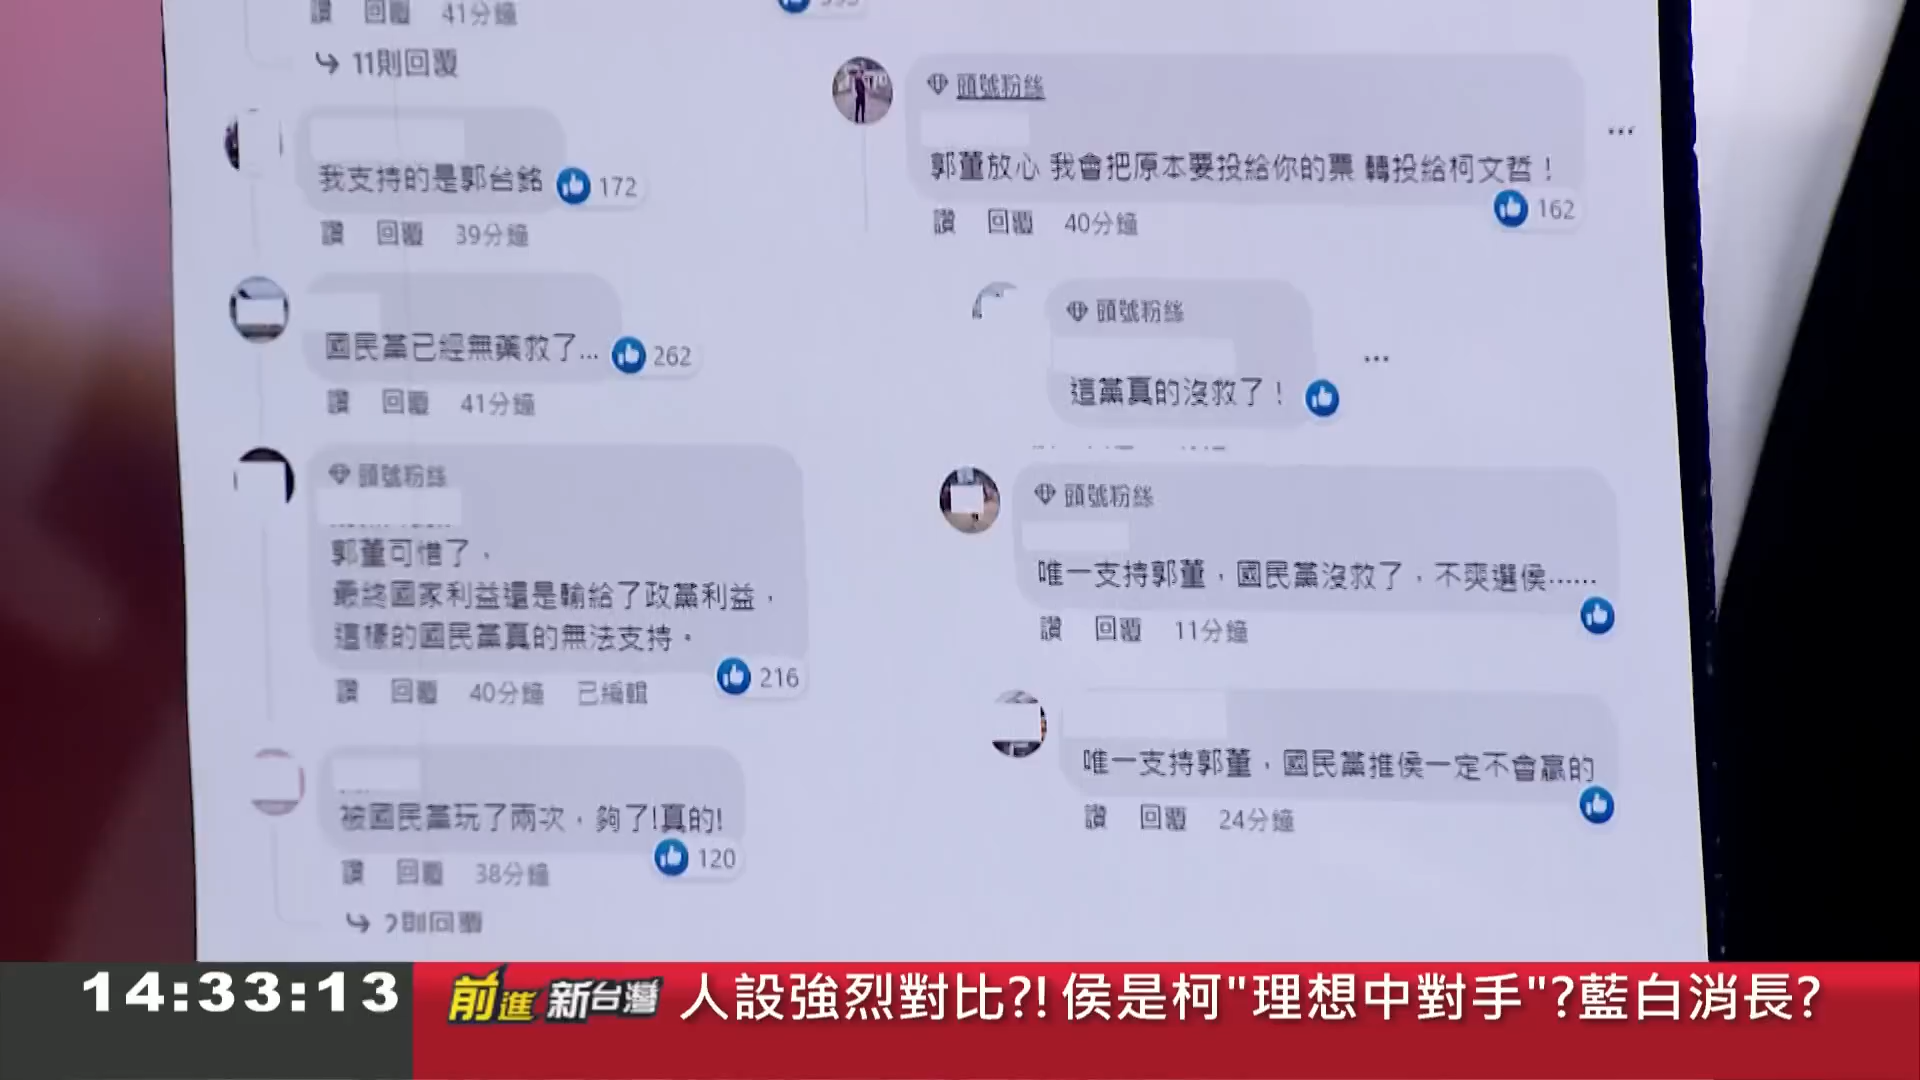 讚 回覆 41分鐘
11則回覆
我支持的是郭台銘 172
讚 回覆 39分鐘
國民黨已經無藥救了... 262
讚 回覆 41分鐘
頭號粉絲
郭董可惜了，
最終國家利益還是輸給了政黨利益，
這樣的國民黨真的無法支持。
216
讚 回覆 40分鐘 已編輯
被國民黨玩了兩次，夠了!真的!
120
讚 回覆 38分鐘
2則回覆
頭號粉絲
郭董放心 我會把原本要投給你的票 轉投給柯文哲！
162
讚 回覆 40分鐘
頭號粉絲
這黨真的沒救了！
頭號粉絲
唯一支持郭董，國民黨沒救了，不爽選侯......
讚 回覆 11分鐘
唯一支持郭董，國民黨推侯一定不會贏的
讚 回覆 24分鐘
14:33:13
前進新台灣
人設強烈對比?!侯是柯"理想中對手"?藍白消長?